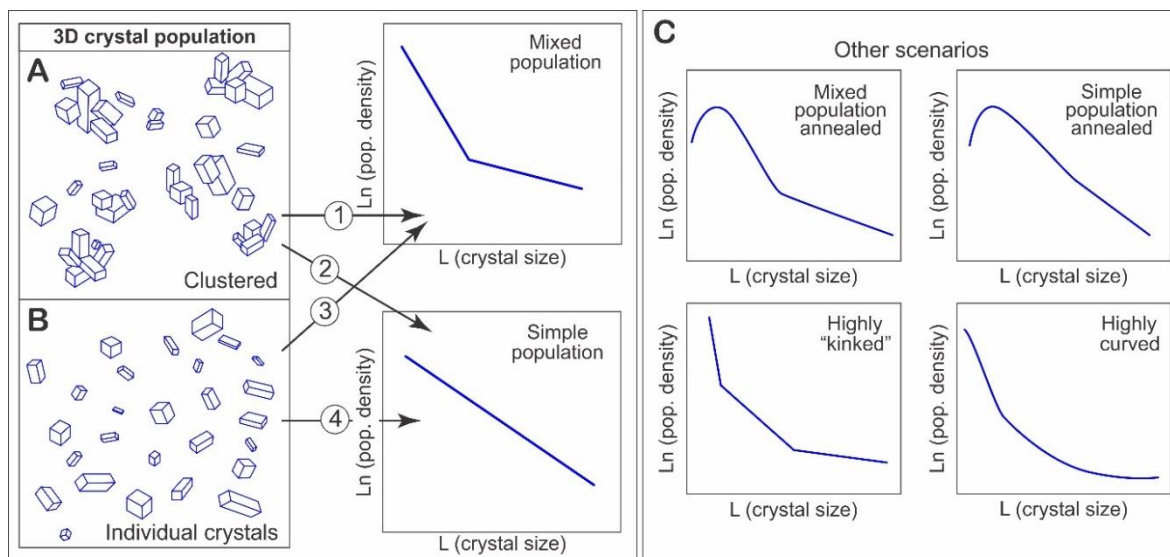 3D crystal population
A
Clustered
B
Individual crystals
1
2
3
4
Mixed
population
Ln (pop. density)
L (crystal size)
Simple
population
Ln (pop. density)
L (crystal size)
C
Other scenarios
Mixed
population
annealed
Ln (pop. density)
L (crystal size)
Simple
population
annealed
Ln (pop. density)
L (crystal size)
Highly
“kinked”
Ln (pop. density)
L (crystal size)
Highly
curved
Ln (pop. density)
L (crystal size)